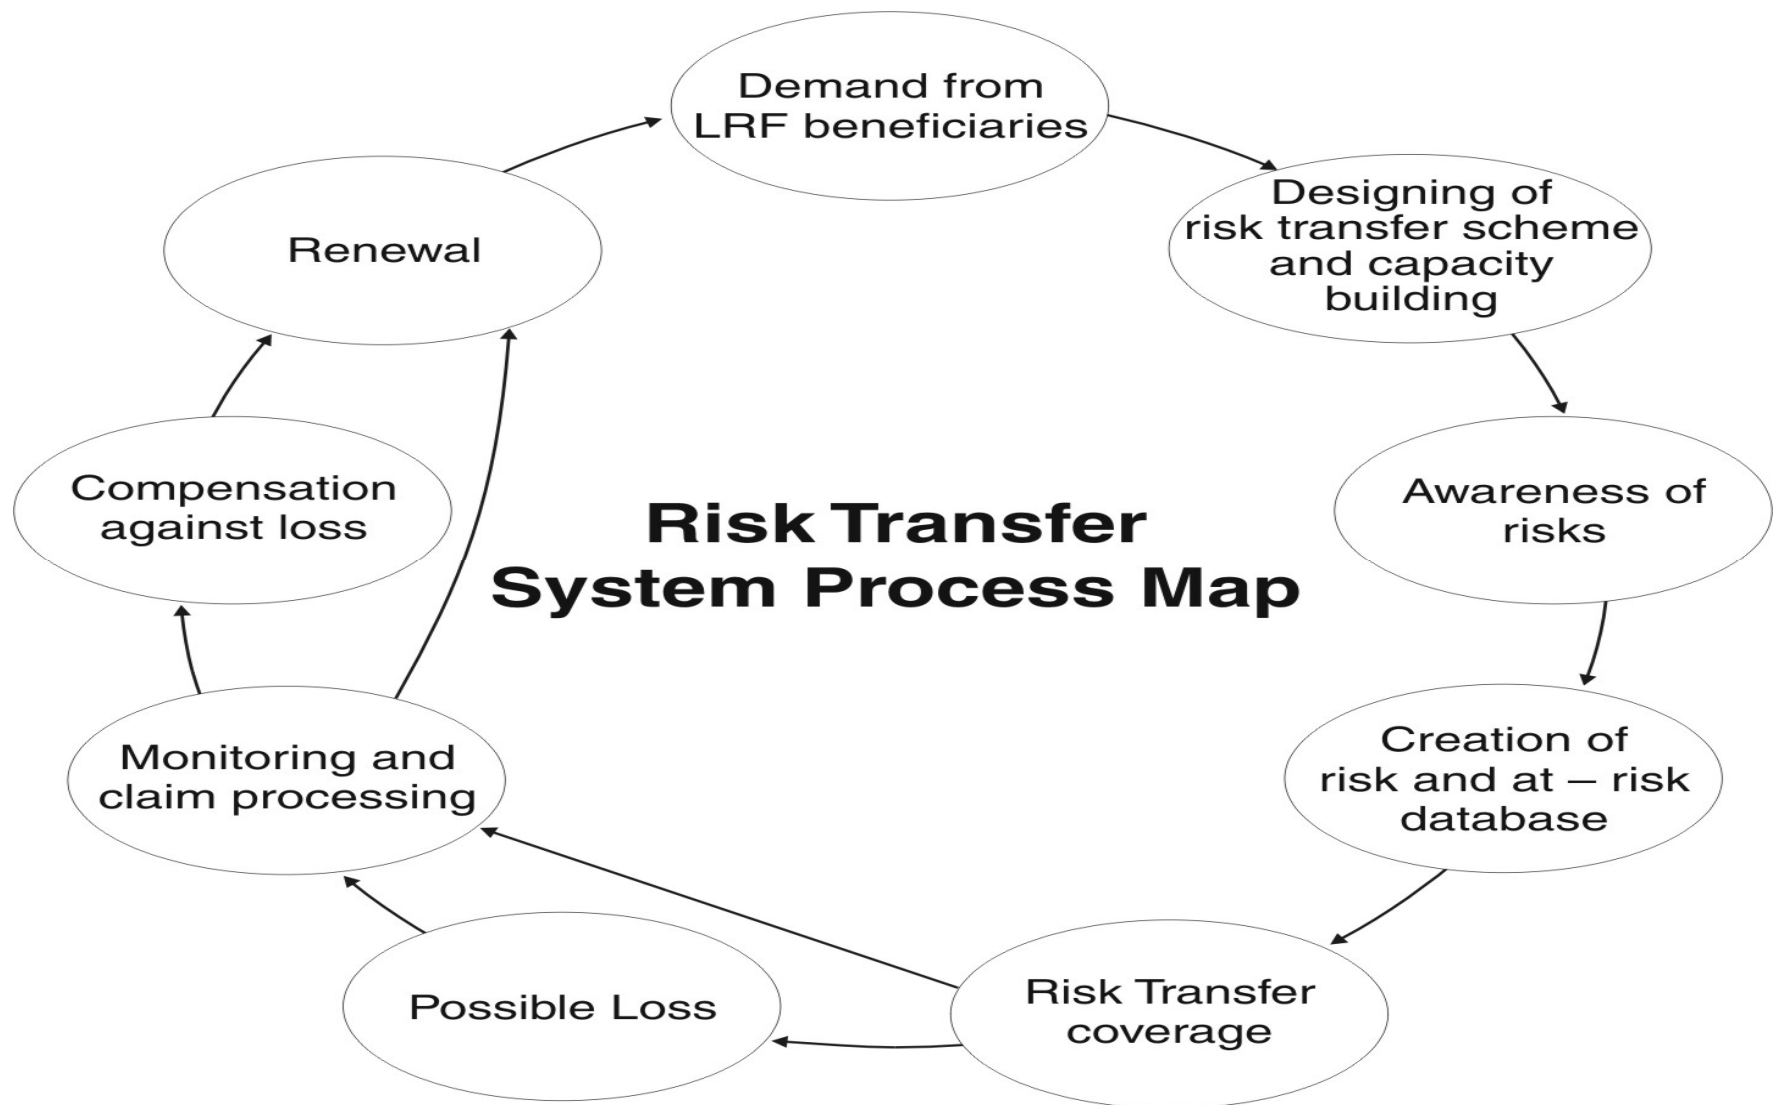 Demand from
LRF beneficiaries
Designing of
risk transfer scheme
and capacity
building
Awareness of
risks
Creation of
risk and at – risk
database
Risk Transfer
coverage
Possible Loss
Monitoring and
claim processing
Compensation
against loss
Renewal
Risk Transfer
System Process Map